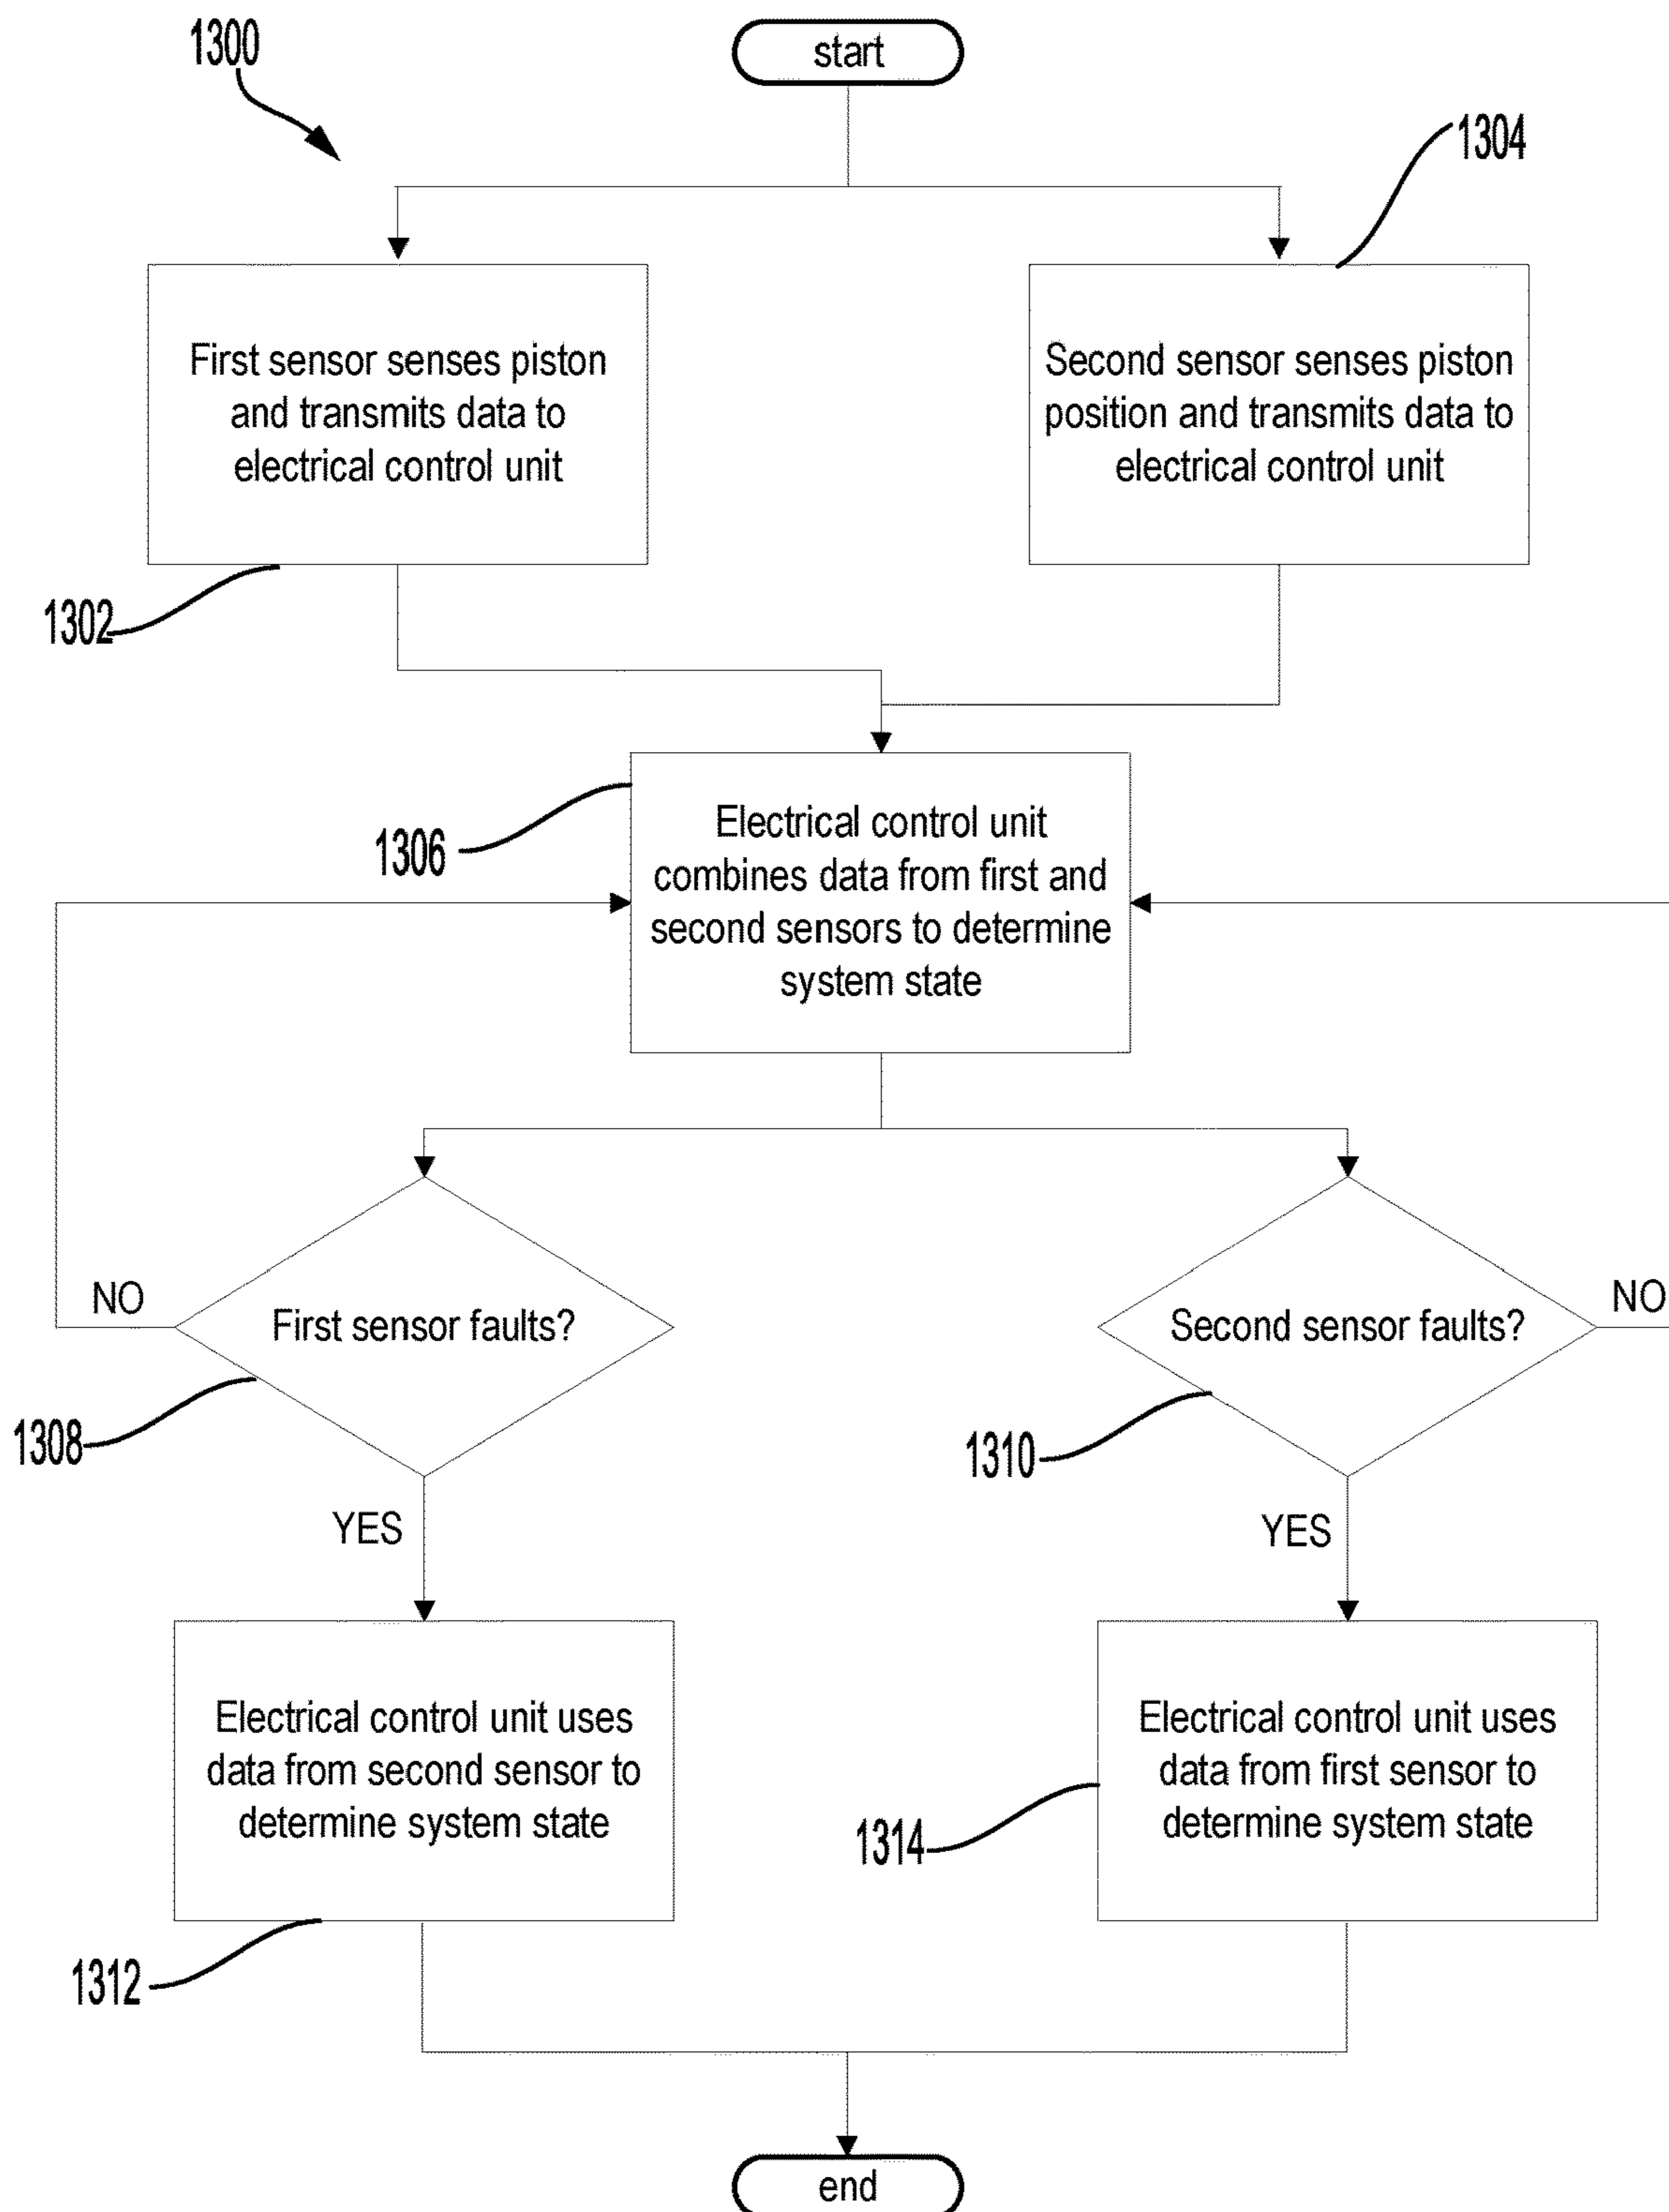 1300
start
1304
First sensor senses piston
and transmits data to
electrical control unit
Second sensor senses piston
position and transmits data to
electrical control unit
1302
1306
Electrical control unit
combines data from first and
second sensors to determine
system state
NO
First sensor faults?
Second sensor faults?
NO
1308
1310
YES
YES
Electrical control unit uses
data from second sensor to
determine system state
Electrical control unit uses
data from first sensor to
determine system state
1314
1312
end